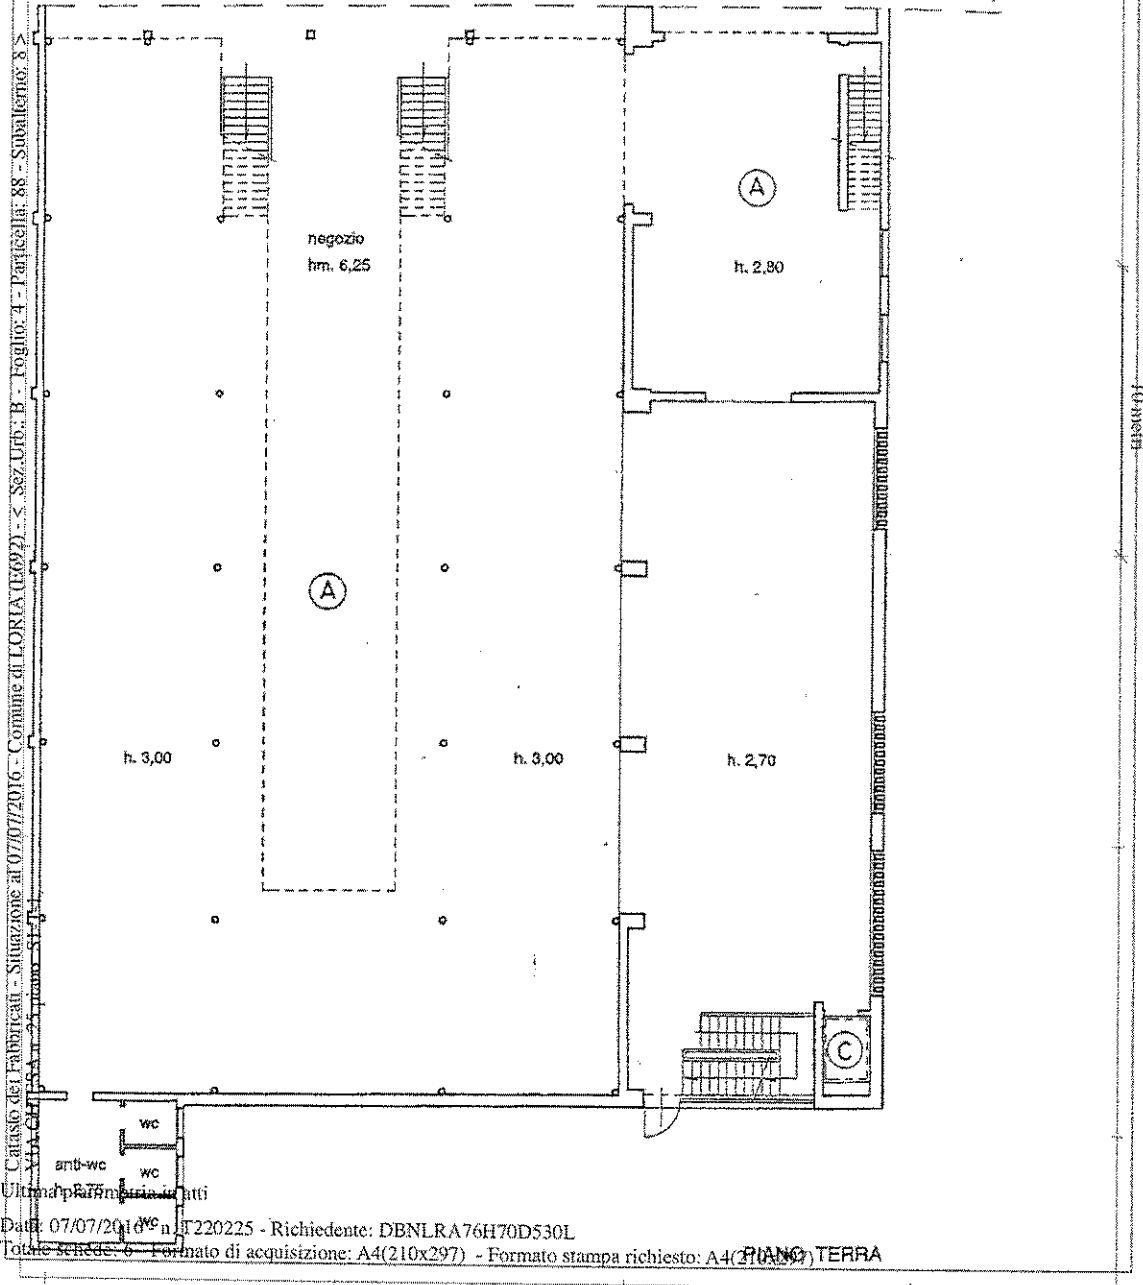 Catasto dei Fabbricati - Situazione al 07/07/2016 - Comune di LORIA (E692) - < Sez.Urb.: B - Foglio: 4 - Particella: 88 - Subalterno: 8 >
10 metri
A
negozio
hm. 6,25
h. 2,80
A
h. 3,00
h. 3,00
h. 2,70
C
wc
anti-wc
wc
wc
Ultima planimetria in atti
Data: 07/07/2016 - n. T220225 - Richiedente: DBNLRA76H70D530L
Totale schede: 6 - Formato di acquisizione: A4(210x297) - Formato stampa richiesto: A4(210x297)
PIANO TERRA